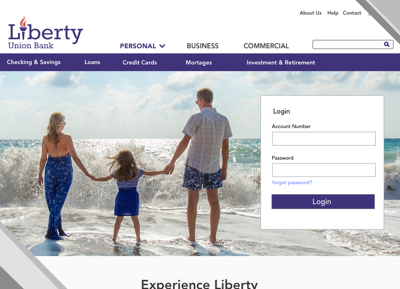 About Us Help Contact
Liberty
Union Bank
PERSONAL BUSINESS COMMERCIAL
Checking & Savings Loans Credit Cards Mortages Investment & Retirement
Login
Account Number
Password
forgot password?
Login
Experience Liberty